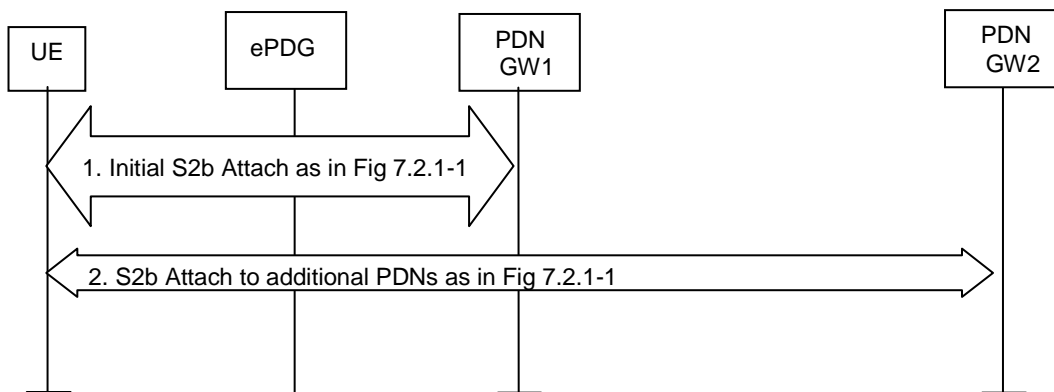 UE
ePDG
PDN
GW1
PDN
GW2
1. Initial S2b Attach as in Fig 7.2.1-1
2. S2b Attach to additional PDNs as in Fig 7.2.1-1